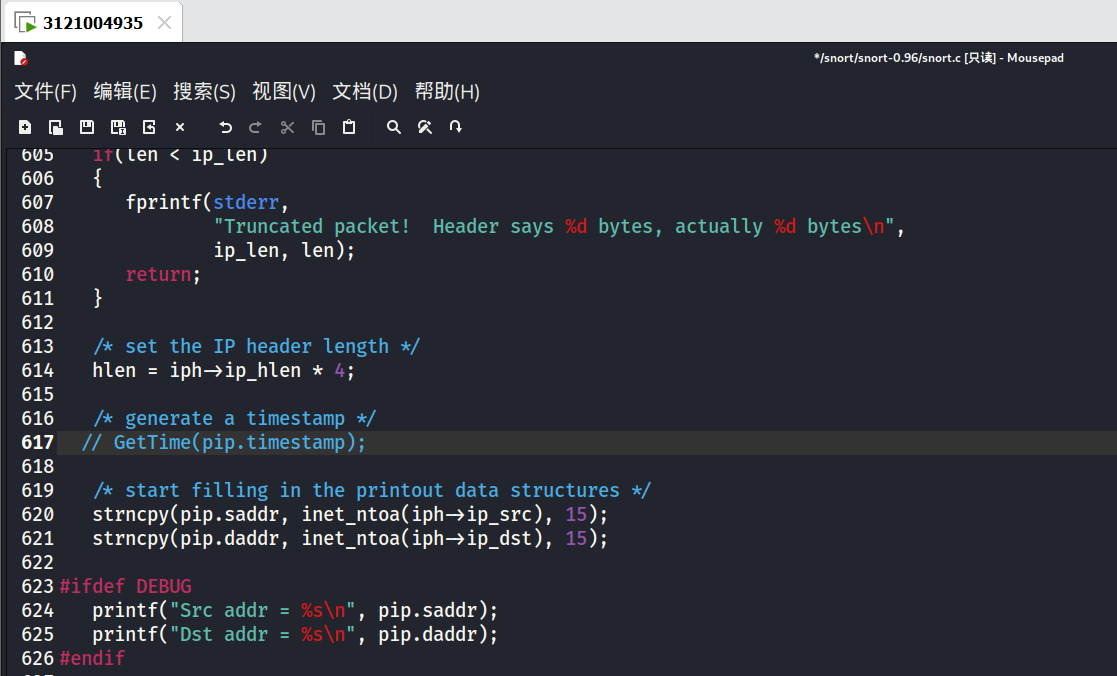 3121004935
*/snort/snort-0.96/snort.c [只读] - Mousepad
文件(F) 编辑(E) 搜索(S) 视图(V) 文档(D) 帮助(H)
605 if(len < ip_len)
606 {
607 fprintf(stderr,
608 "Truncated packet!  Header says %d bytes, actually %d bytes\n",
609 ip_len, len);
610 return;
611 }
612
613 /* set the IP header length */
614 hlen = iph->ip_hlen * 4;
615
616 /* generate a timestamp */
617 // GetTime(pip.timestamp);
618
619 /* start filling in the printout data structures */
620 strncpy(pip.saddr, inet_ntoa(iph->ip_src), 15);
621 strncpy(pip.daddr, inet_ntoa(iph->ip_dst), 15);
622
623 #ifdef DEBUG
624 printf("Src addr = %s\n", pip.saddr);
625 printf("Dst addr = %s\n", pip.daddr);
626 #endif